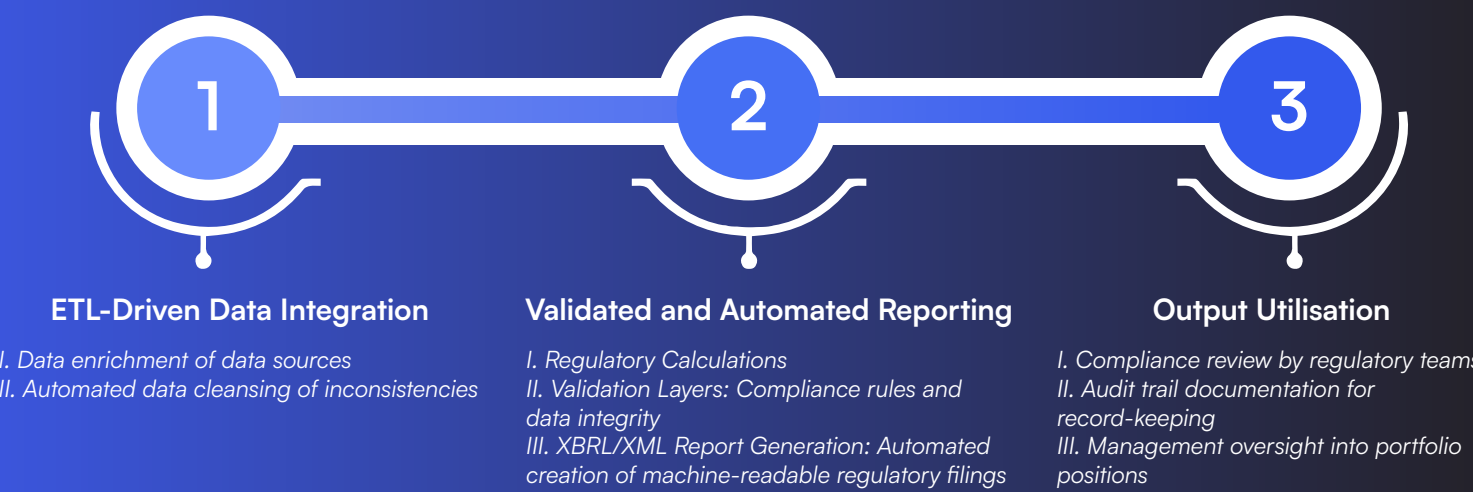 1
2
3
ETL-Driven Data Integration
I. Data enrichment of data sources
II. Automated data cleansing of inconsistencies
Validated and Automated Reporting
I. Regulatory Calculations
II. Validation Layers: Compliance rules and
data integrity
III. XBRL/XML Report Generation: Automated
creation of machine-readable regulatory filings
Output Utilisation
I. Compliance review by regulatory teams
II. Audit trail documentation for
record-keeping
III. Management oversight into portfolio
positions